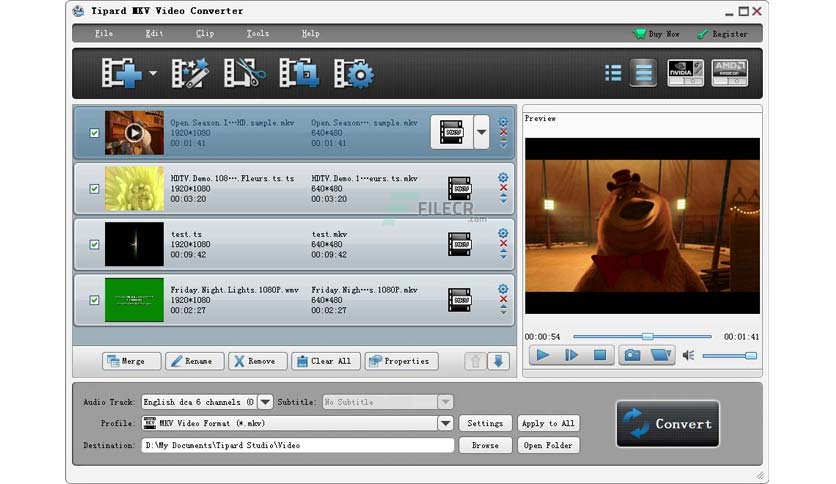 Tipard MKV Video Converter
File Edit Clip Tools Help Buy Now Register
NVIDIA AMD
Preview
Open.Season.I···HD.sample.mkv Open.Season···.sample.mkv
1920*1080 640*480
00:01:41 00:01:41
HDTV.Demo.108···.Fleurs.ts.ts HDTV.Demo.1···eurs.ts.mkv
1920*1080 640*480
00:03:20 00:03:20
FILECR
.com
test.ts test.mkv
1920*1080 640*480
00:09:42 00:09:42
Friday.Night.Lights.1080P.wmv Friday.Nigh···s.1080P.mkv
1920*1080 640*480
00:02:27 00:02:27
00:00:54 00:01:41
Merge Rename Remove Clear All Properties
Audio Track: English dca 6 channels (0 Subtitle: No Subtitle
Profile: MKV Video Format (*.mkv) Settings Apply to All
Destination: D:\My Documents\Tipard Studio\Video Browse Open Folder
Convert